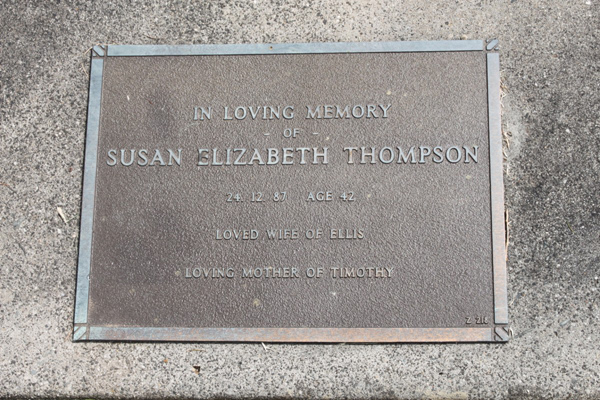 IN LOVING MEMORY
- OF -
SUSAN ELIZABETH THOMPSON
24. 12. 87 AGE 42
LOVED WIFE OF ELLIS
LOVING MOTHER OF TIMOTHY